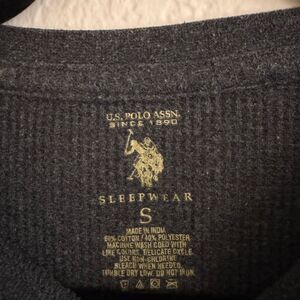 U.S. POLO ASSN.
SINCE 1890
SLEEPWEAR
S
MADE IN INDIA
60% COTTON / 40% POLYESTER
MACHINE WASH COLD WITH
LIKE COLORS, DELICATE CYCLE.
USE NON-CHLORINE
BLEACH WHEN NEEDED.
TUMBLE DRY LOW. DO NOT IRON.